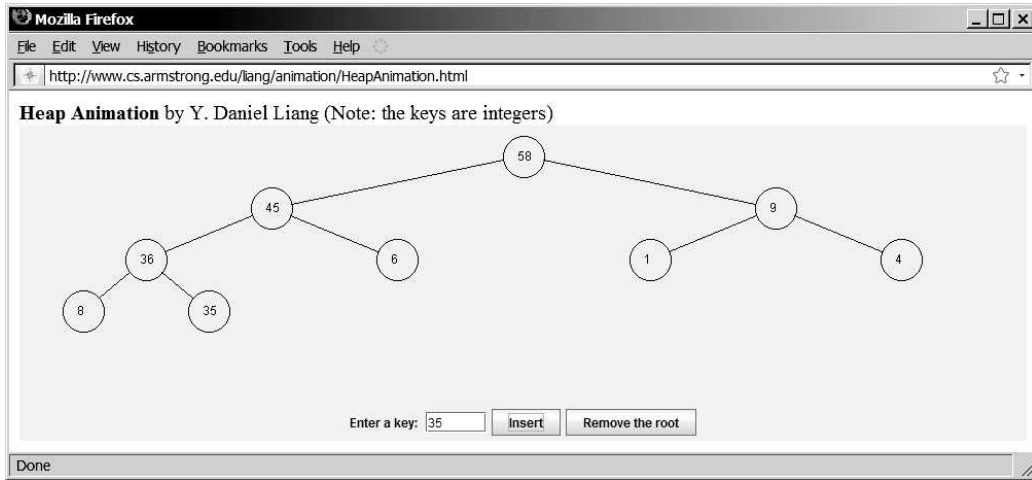 Mozilla Firefox
File Edit View History Bookmarks Tools Help
http://www.cs.armstrong.edu/liang/animation/HeapAnimation.html
Heap Animation by Y. Daniel Liang (Note: the keys are integers)
58
45 9
36 6 1 4
8 35
Enter a key: 35 Insert Remove the root
Done